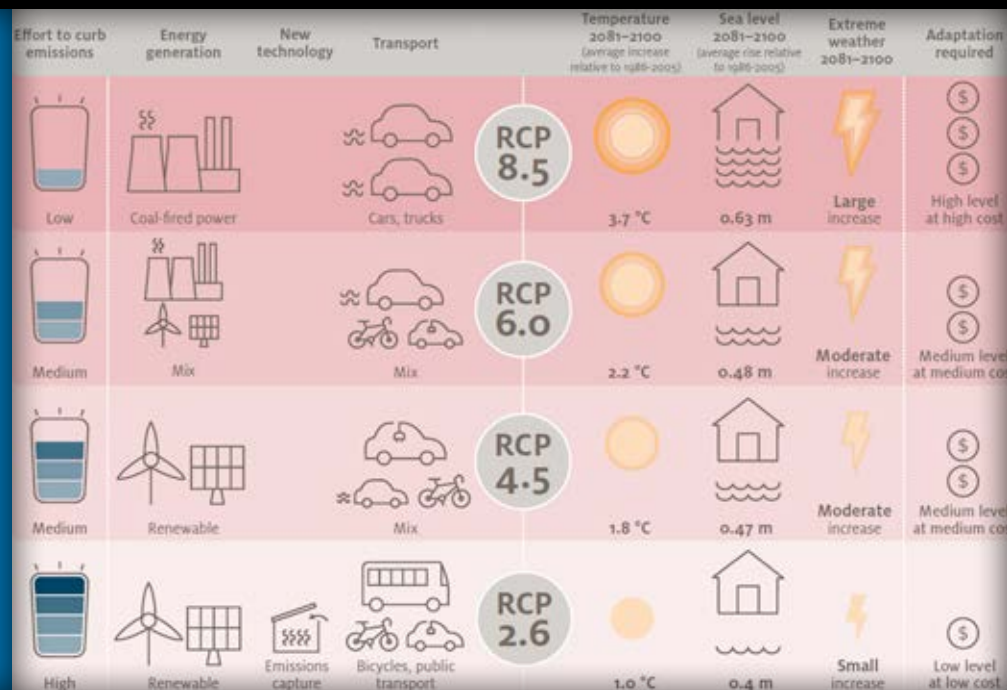 Effort to curb
emissions
Energy
generation
New
technology
Transport
Temperature
2081–2100
(average increase
relative to 1986-2005)
Sea level
2081–2100
(average rise relative
to 1986-2005)
Extreme
weather
2081–2100
Adaptation
required
Low
Coal-fired power
Cars, trucks
RCP
8.5
3.7 °C
0.63 m
Large
increase
$
$
$
High level
at high cost
Medium
Mix
Mix
RCP
6.0
2.2 °C
0.48 m
Moderate
increase
$
$
Medium leve
at medium co
Medium
Renewable
Mix
RCP
4.5
1.8 °C
0.47 m
Moderate
increase
$
$
Medium leve
at medium co
High
Renewable
Emissions
capture
Bicycles, public
transport
RCP
2.6
1.0 °C
0.4 m
Small
increase
$
Low level
at low cost